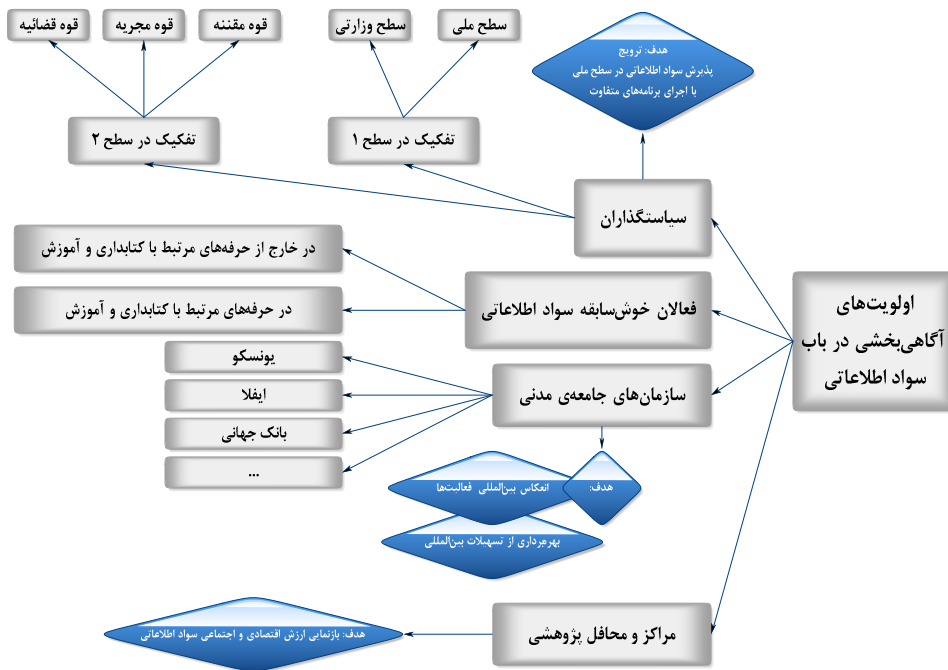 قوه قضائیه
قوه مجریه
قوه مقننه
سطح وزارتی
سطح ملی
هدف: ترویج
پذیرش سواد اطلاعاتی در سطح ملی
با اجرای برنامه‌های متفاوت
تفکیک در سطح ۲
تفکیک در سطح ۱
سیاستگذاران
در خارج از حرفه‌های مرتبط با کتابداری و آموزش
در حرفه‌های مرتبط با کتابداری و آموزش
فعالان خوش‌سابقه سواد اطلاعاتی
اولویت‌های
آگاهی‌بخشی در باب
سواد اطلاعاتی
یونسکو
ایفلا
بانک جهانی
...
سازمان‌های جامعه‌ی مدنی
هدف:
انعکاس بین‌المللی فعالیت‌ها
بهره‌برداری از تسهیلات بین‌المللی
مراکز و محافل پژوهشی
هدف: بازنمایی ارزش اقتصادی و اجتماعی سواد اطلاعاتی